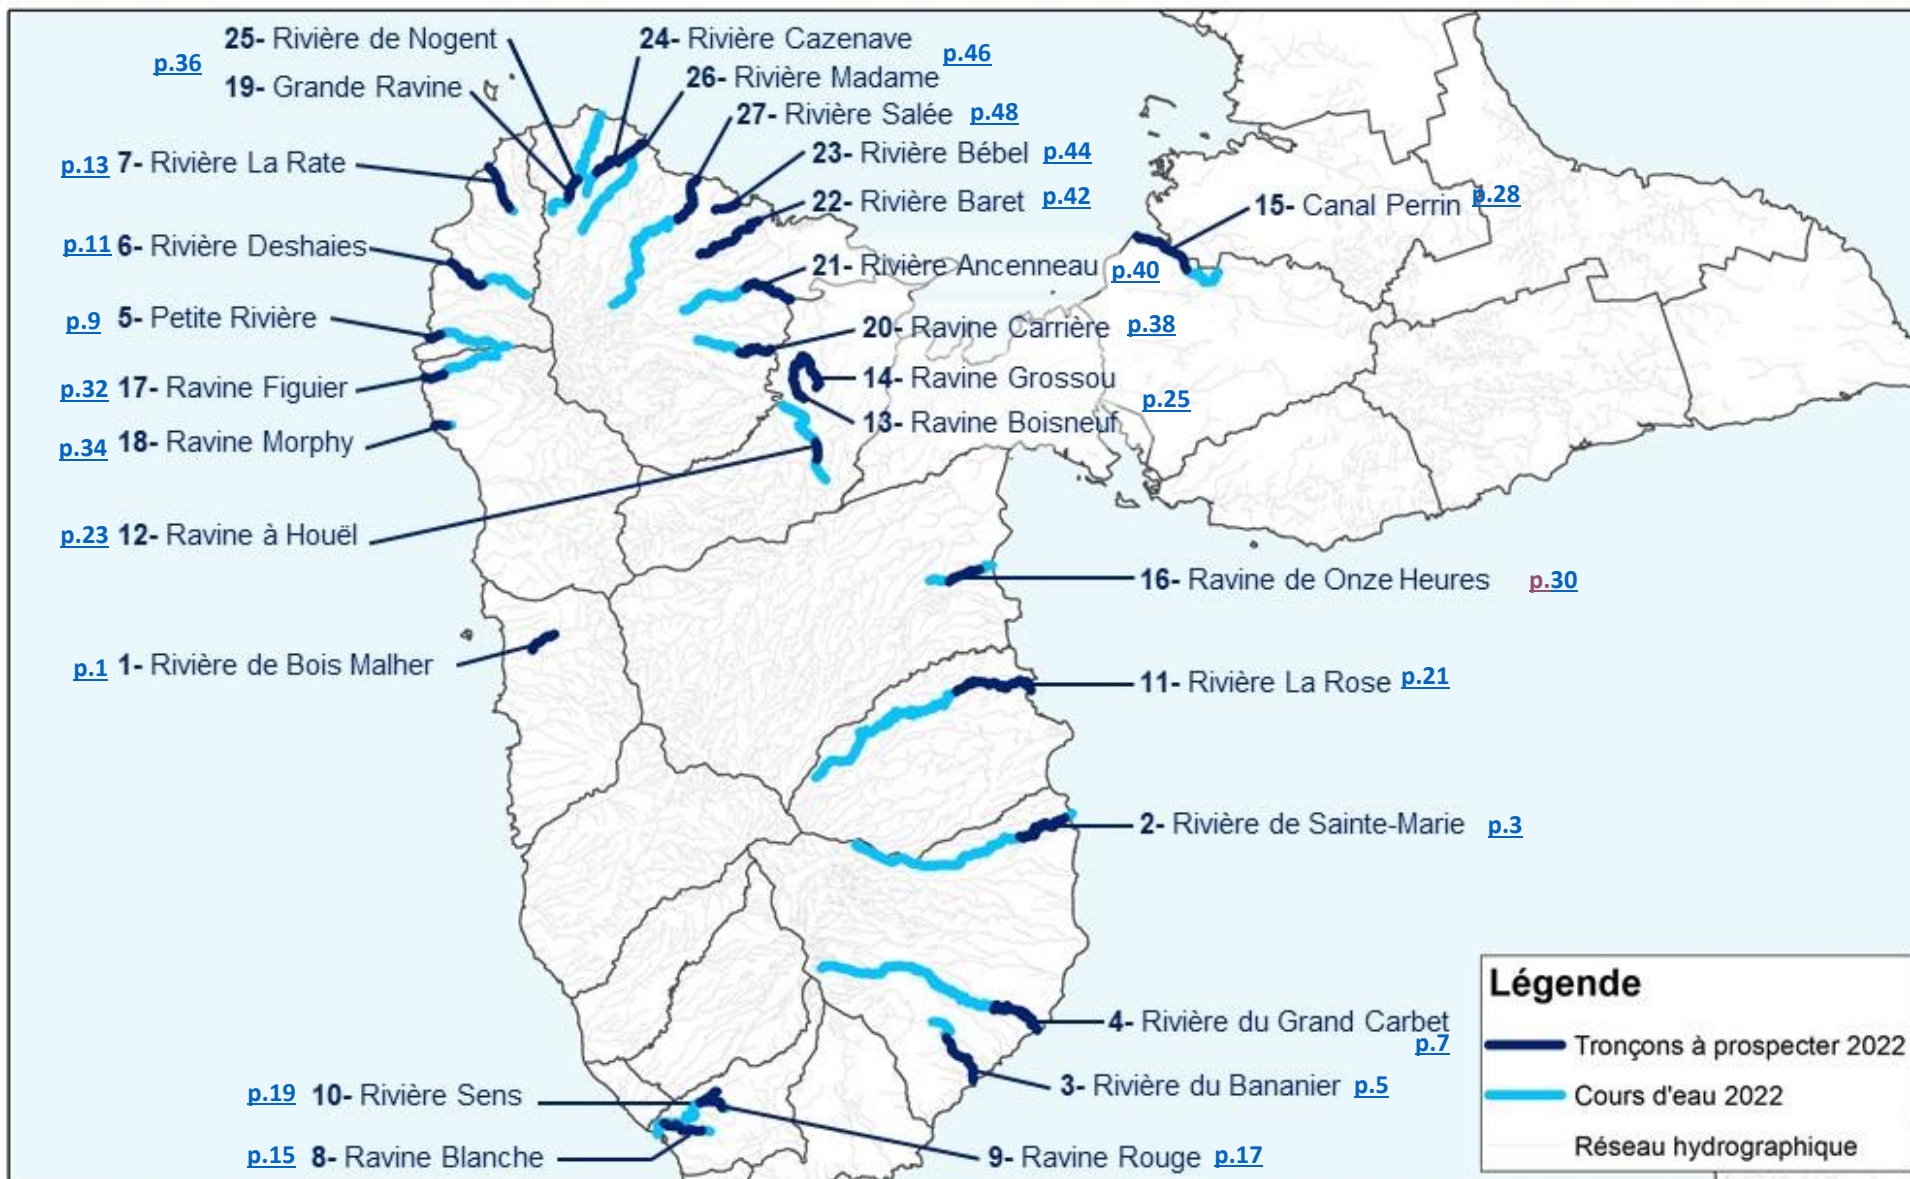 25- Rivière de Nogent
p.36
19- Grande Ravine
24- Rivière Cazenave
p.46
26- Rivière Madame
27- Rivière Salée p.48
p.13 7- Rivière La Rate
23- Rivière Bébel p.44
22- Rivière Baret p.42
15- Canal Perrin p.28
p.11 6- Rivière Deshaies
21- Rivière Ancenneau p.40
p.9 5- Petite Rivière
20- Ravine Carrière p.38
p.32 17- Ravine Figuier
14- Ravine Grossou
p.25
13- Ravine Boisneuf
p.34 18- Ravine Morphy
p.23 12- Ravine à Houël
16- Ravine de Onze Heures p.30
p.1 1- Rivière de Bois Malher
11- Rivière La Rose p.21
2- Rivière de Sainte-Marie p.3
4- Rivière du Grand Carbet
p.7
3- Rivière du Bananier p.5
p.19 10- Rivière Sens
p.15 8- Ravine Blanche
9- Ravine Rouge p.17
Légende
Tronçons à prospecter 2022
Cours d'eau 2022
Réseau hydrographique